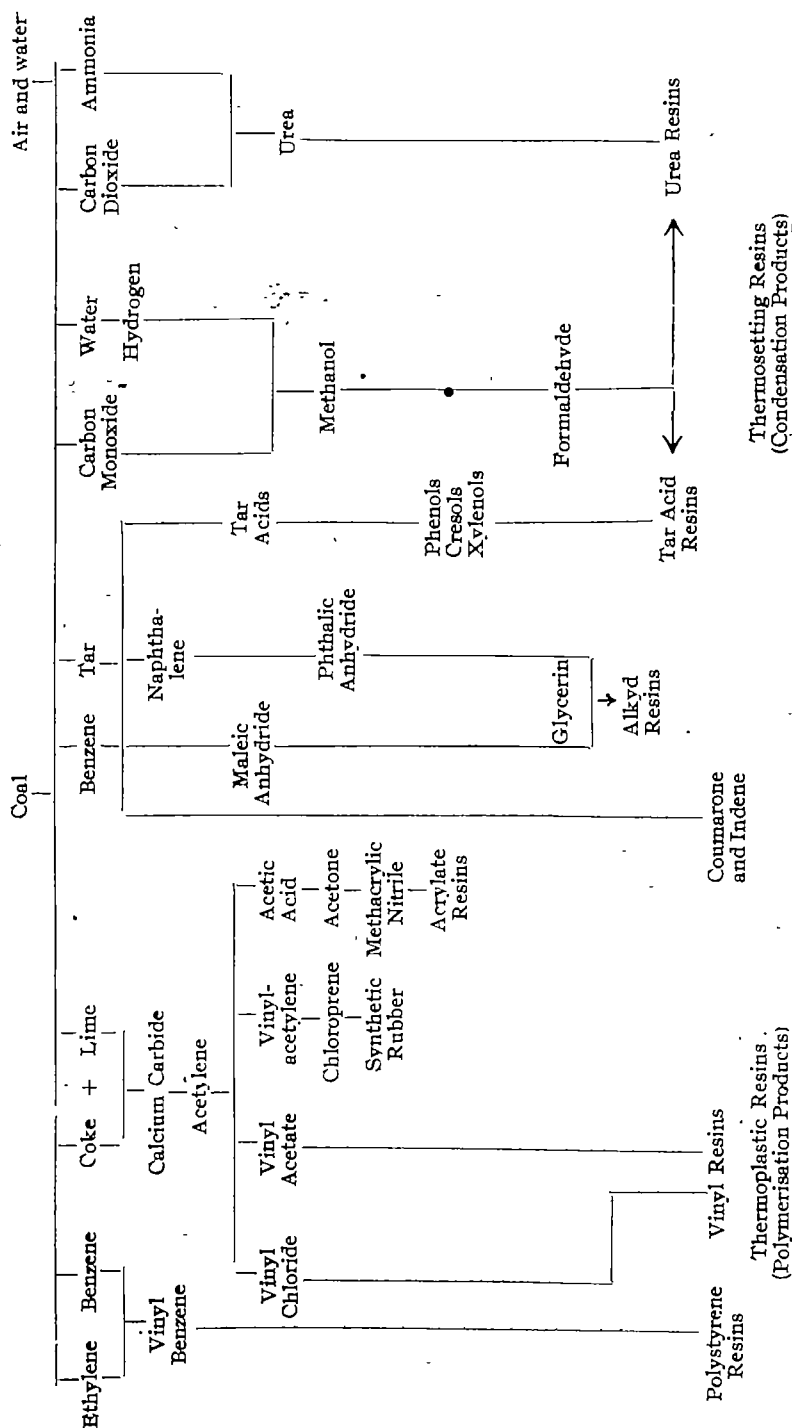 Coal
Air and water
Ethylene
Benzene
Coke + Lime
Benzene
Tar
Carbon
Monoxide
Water
Hydrogen
Carbon
Dioxide
Ammonia
Vinyl
Benzene
Calcium Carbide
Acetylene
Naphtha-
lene
Vinyl
Chloride
Vinyl
Acetate
Vinyl-
acetylene
Acetic
Acid
Maleic
Anhydride
Tar
Acids
Methanol
Urea
Chloroprene
Acetone
Phthalic
Anhydride
Synthetic
Rubber
Methacrylic
Nitrile
Acrylate
Resins
Phenols
Cresols
Xylenols
Glycerin
Formaldehvde
Alkyd
Resins
Polystyrene
Resins
Vinyl Resins
Coumarone
and Indene
Tar Acid
Resins
Urea Resins
Thermoplastic Resins
(Polymerisation Products)
Thermosetting Resins
(Condensation Products)